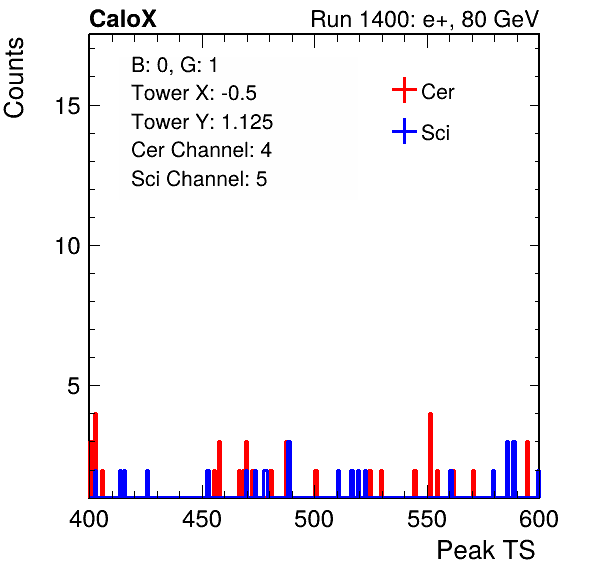 CaloX Run 1400: e+, 80 GeV
B: 0, G: 1
Tower X: -0.5
Tower Y: 1.125
Cer Channel: 4
Sci Channel: 5
Cer
Sci
Counts
15
10
5
400 450 500 550 600
Peak TS